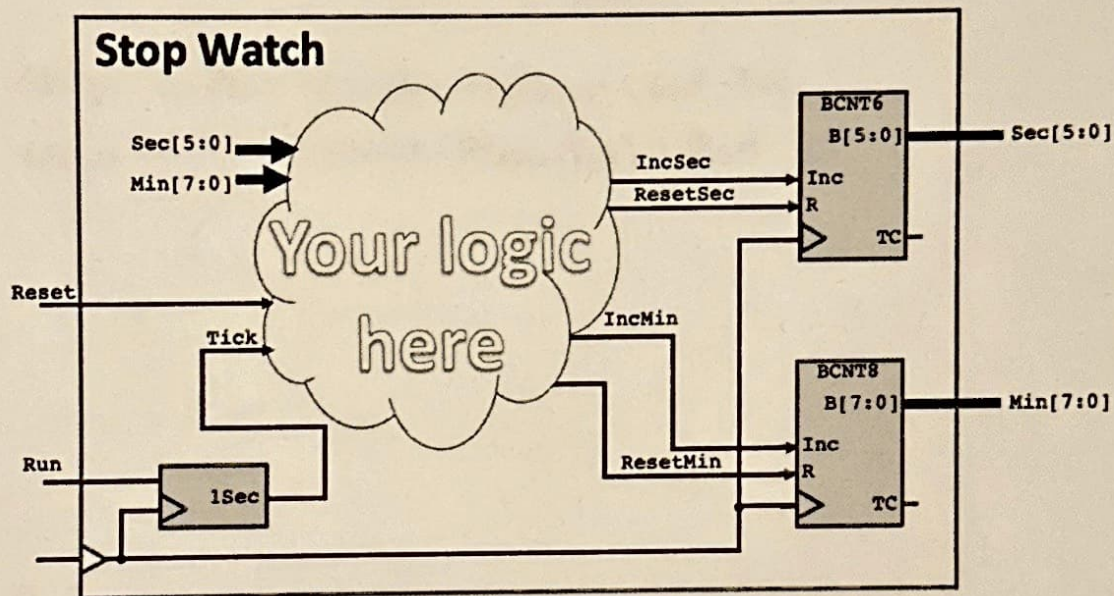 Stop Watch
Sec[5:0]
Min[7:0]
Your logic
here
Reset
Tick
Run
1Sec
IncSec
ResetSec
IncMin
ResetMin
BCNT6
B[5:0]
Inc
R
TC
Sec[5:0]
BCNT8
B[7:0]
Inc
R
TC
Min[7:0]